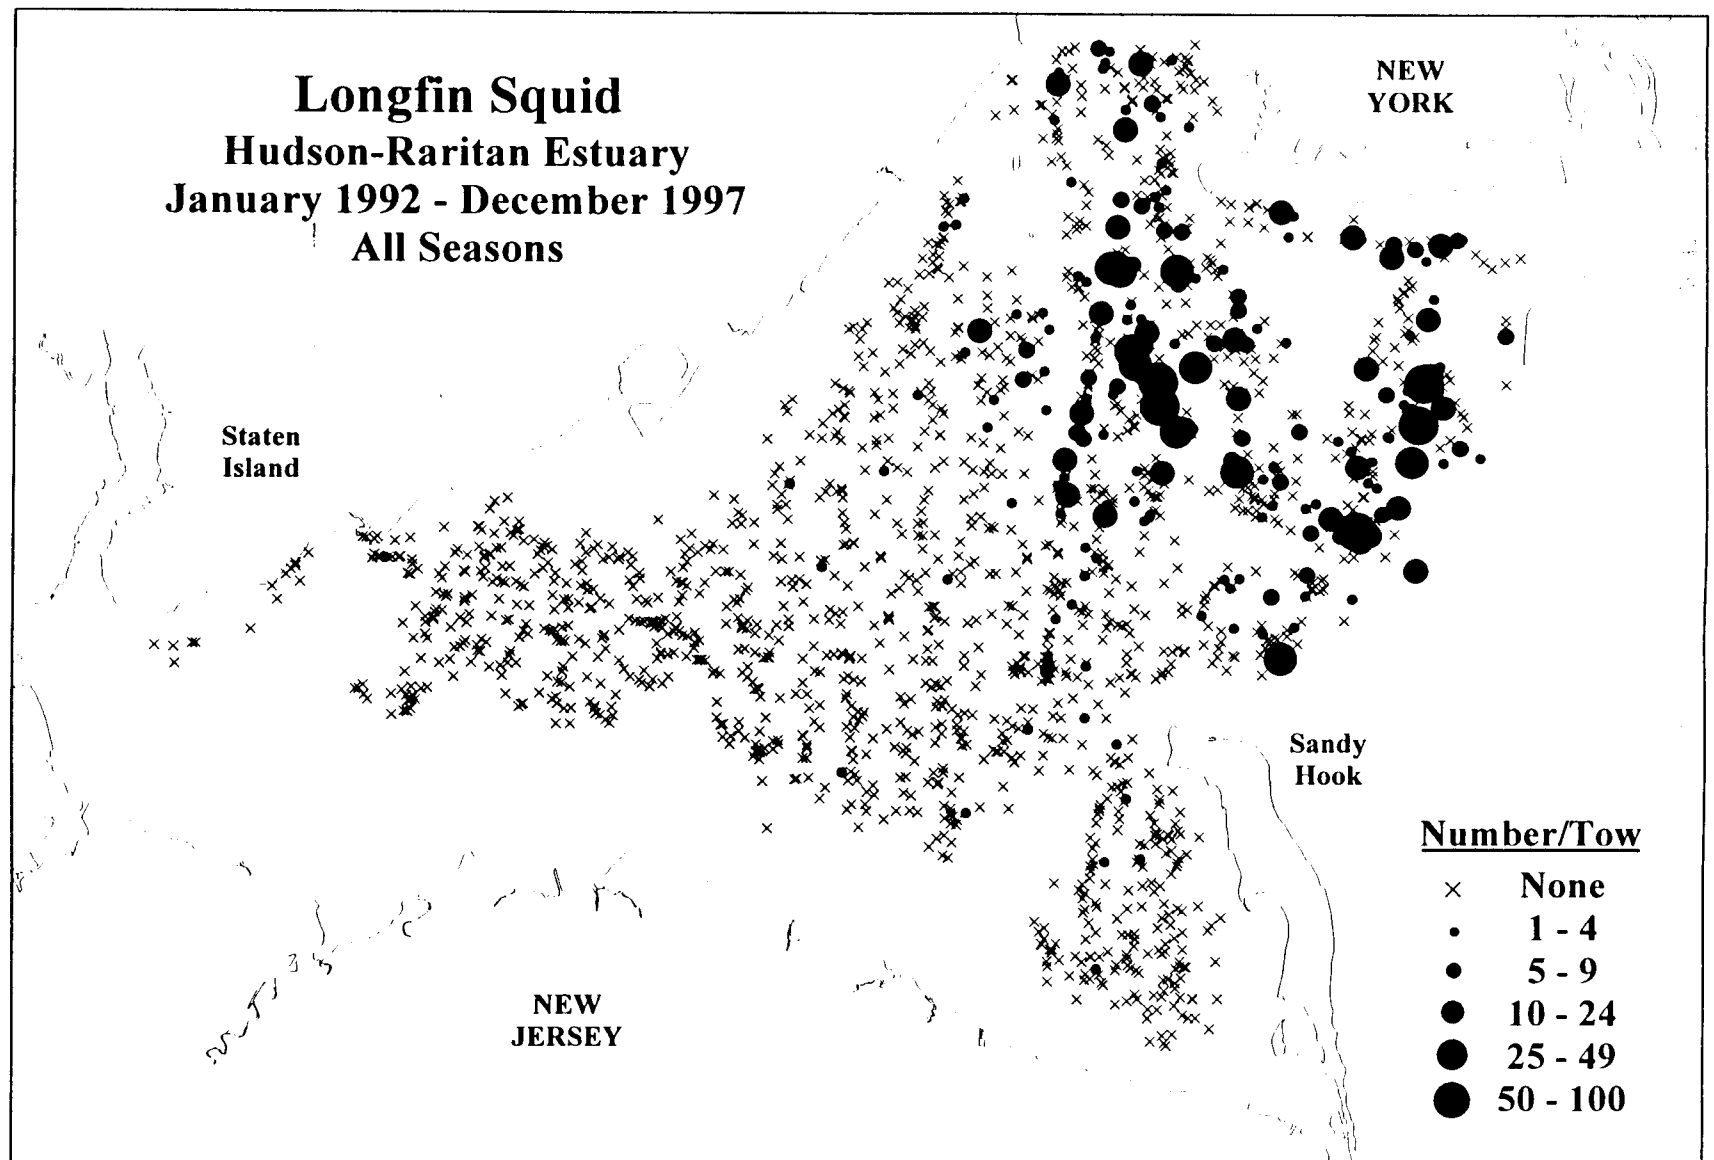 Longfin Squid
Hudson-Raritan Estuary
January 1992 - December 1997
All Seasons
NEW
YORK
Staten
Island
Sandy
Hook
NEW
JERSEY
Number/Tow
None
1 - 4
5 - 9
10 - 24
25 - 49
50 - 100